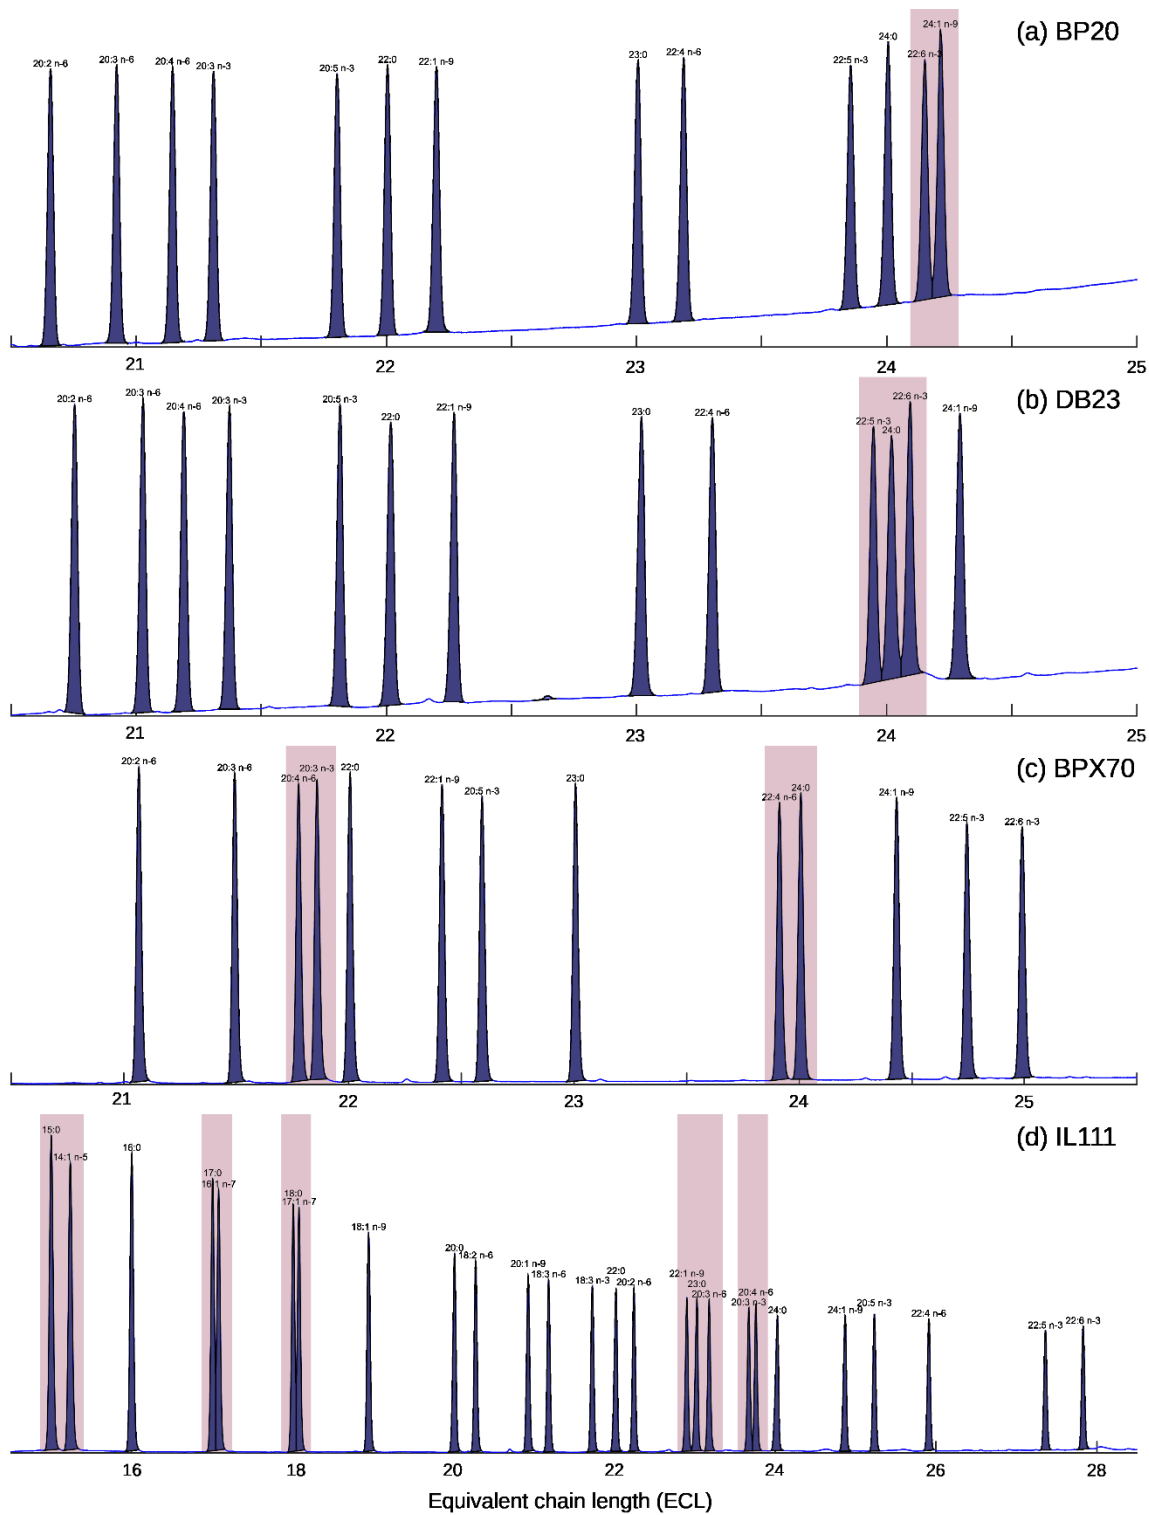 (a) BP20
20:2 n-6
20:3 n-6
20:4 n-6
20:3 n-3
20:5 n-3
22:0
22:1 n-9
23:0
22:4 n-6
22:5 n-3
24:0
22:6 n-3
24:1 n-9
21 22 23 24 25
(b) DB23
20:2 n-6
20:3 n-6
20:4 n-6
20:3 n-3
20:5 n-3
22:0
22:1 n-9
23:0
22:4 n-6
22:5 n-3
24:0
22:6 n-3
24:1 n-9
21 22 23 24 25
(c) BPX70
20:2 n-6
20:3 n-6
20:4 n-6
20:3 n-3
22:0
22:1 n-9
20:5 n-3
23:0
22:4 n-6
24:0
24:1 n-9
22:5 n-3
22:6 n-3
21 22 23 24 25
(d) IL111
15:0
14:1 n-5
16:0
17:0
16:1 n-7
18:0
17:1 n-7
18:1 n-9
20:0
18:2 n-6
20:1 n-9
18:3 n-6
18:3 n-3
22:0
20:2 n-6
22:1 n-9
23:0
20:3 n-6
20:3 n-3
20:4 n-6
24:0
24:1 n-9
20:5 n-3
22:4 n-6
22:5 n-3
22:6 n-3
16 18 20 22 24 26 28
Equivalent chain length (ECL)